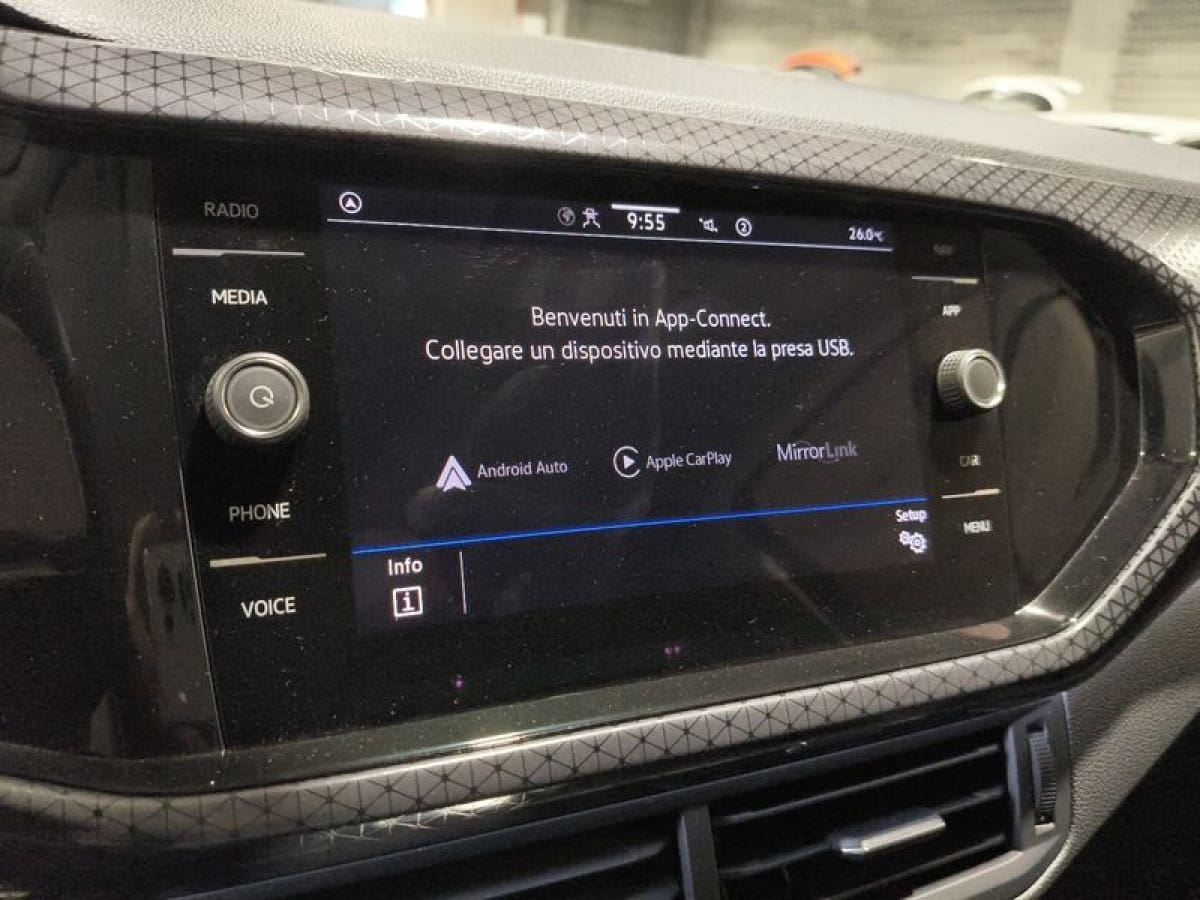 RADIO
MEDIA
PHONE
VOICE
9:55
2
26.0°C
Benvenuti in App-Connect.
Collegare un dispositivo mediante la presa USB.
Android Auto
Apple CarPlay
MirrorLink
Info
i
Setup
APP
CAR
MENU